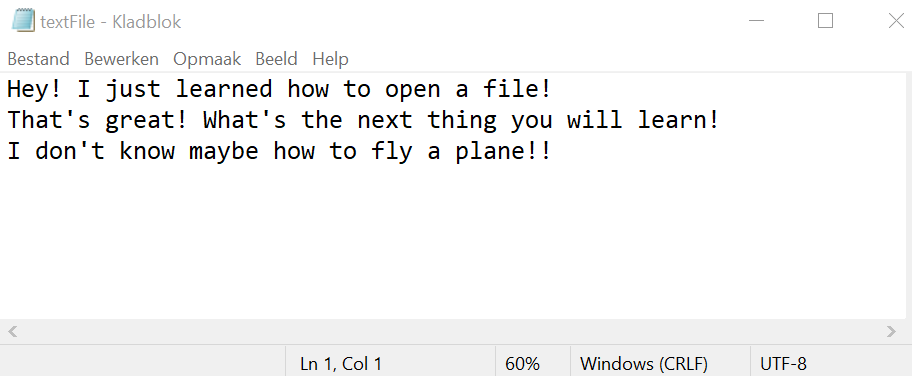 textFile - Kladblok
Bestand Bewerken Opmaak Beeld Help
Hey! I just learned how to open a file!
That's great! What's the next thing you will learn!
I don't know maybe how to fly a plane!!
Ln 1, Col 1 60% Windows (CRLF) UTF-8